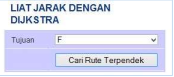 LIAT JARAK DENGAN
DIJKSTRA
Tujuan F
Cari Rute Terpendek